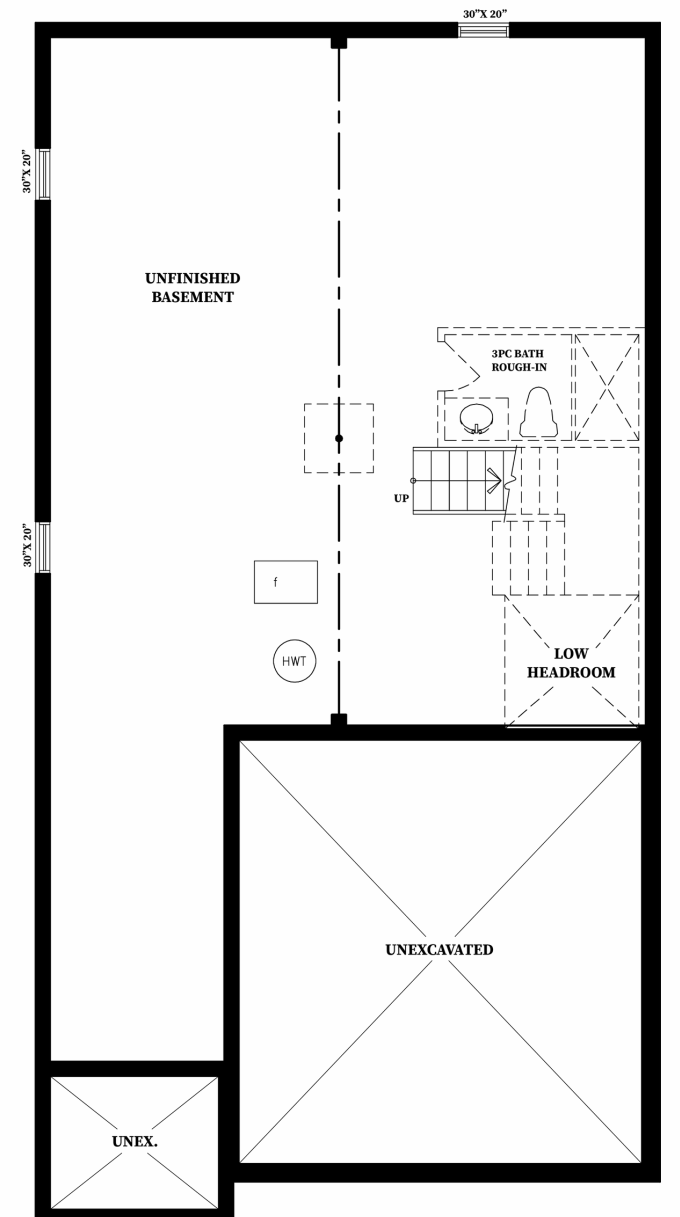 30”X 20”
30”X 20”
UNFINISHED
BASEMENT
3PC BATH
ROUGH-IN
UP
30”X 20”
f
HWT
LOW
HEADROOM
UNEXCAVATED
UNEX.